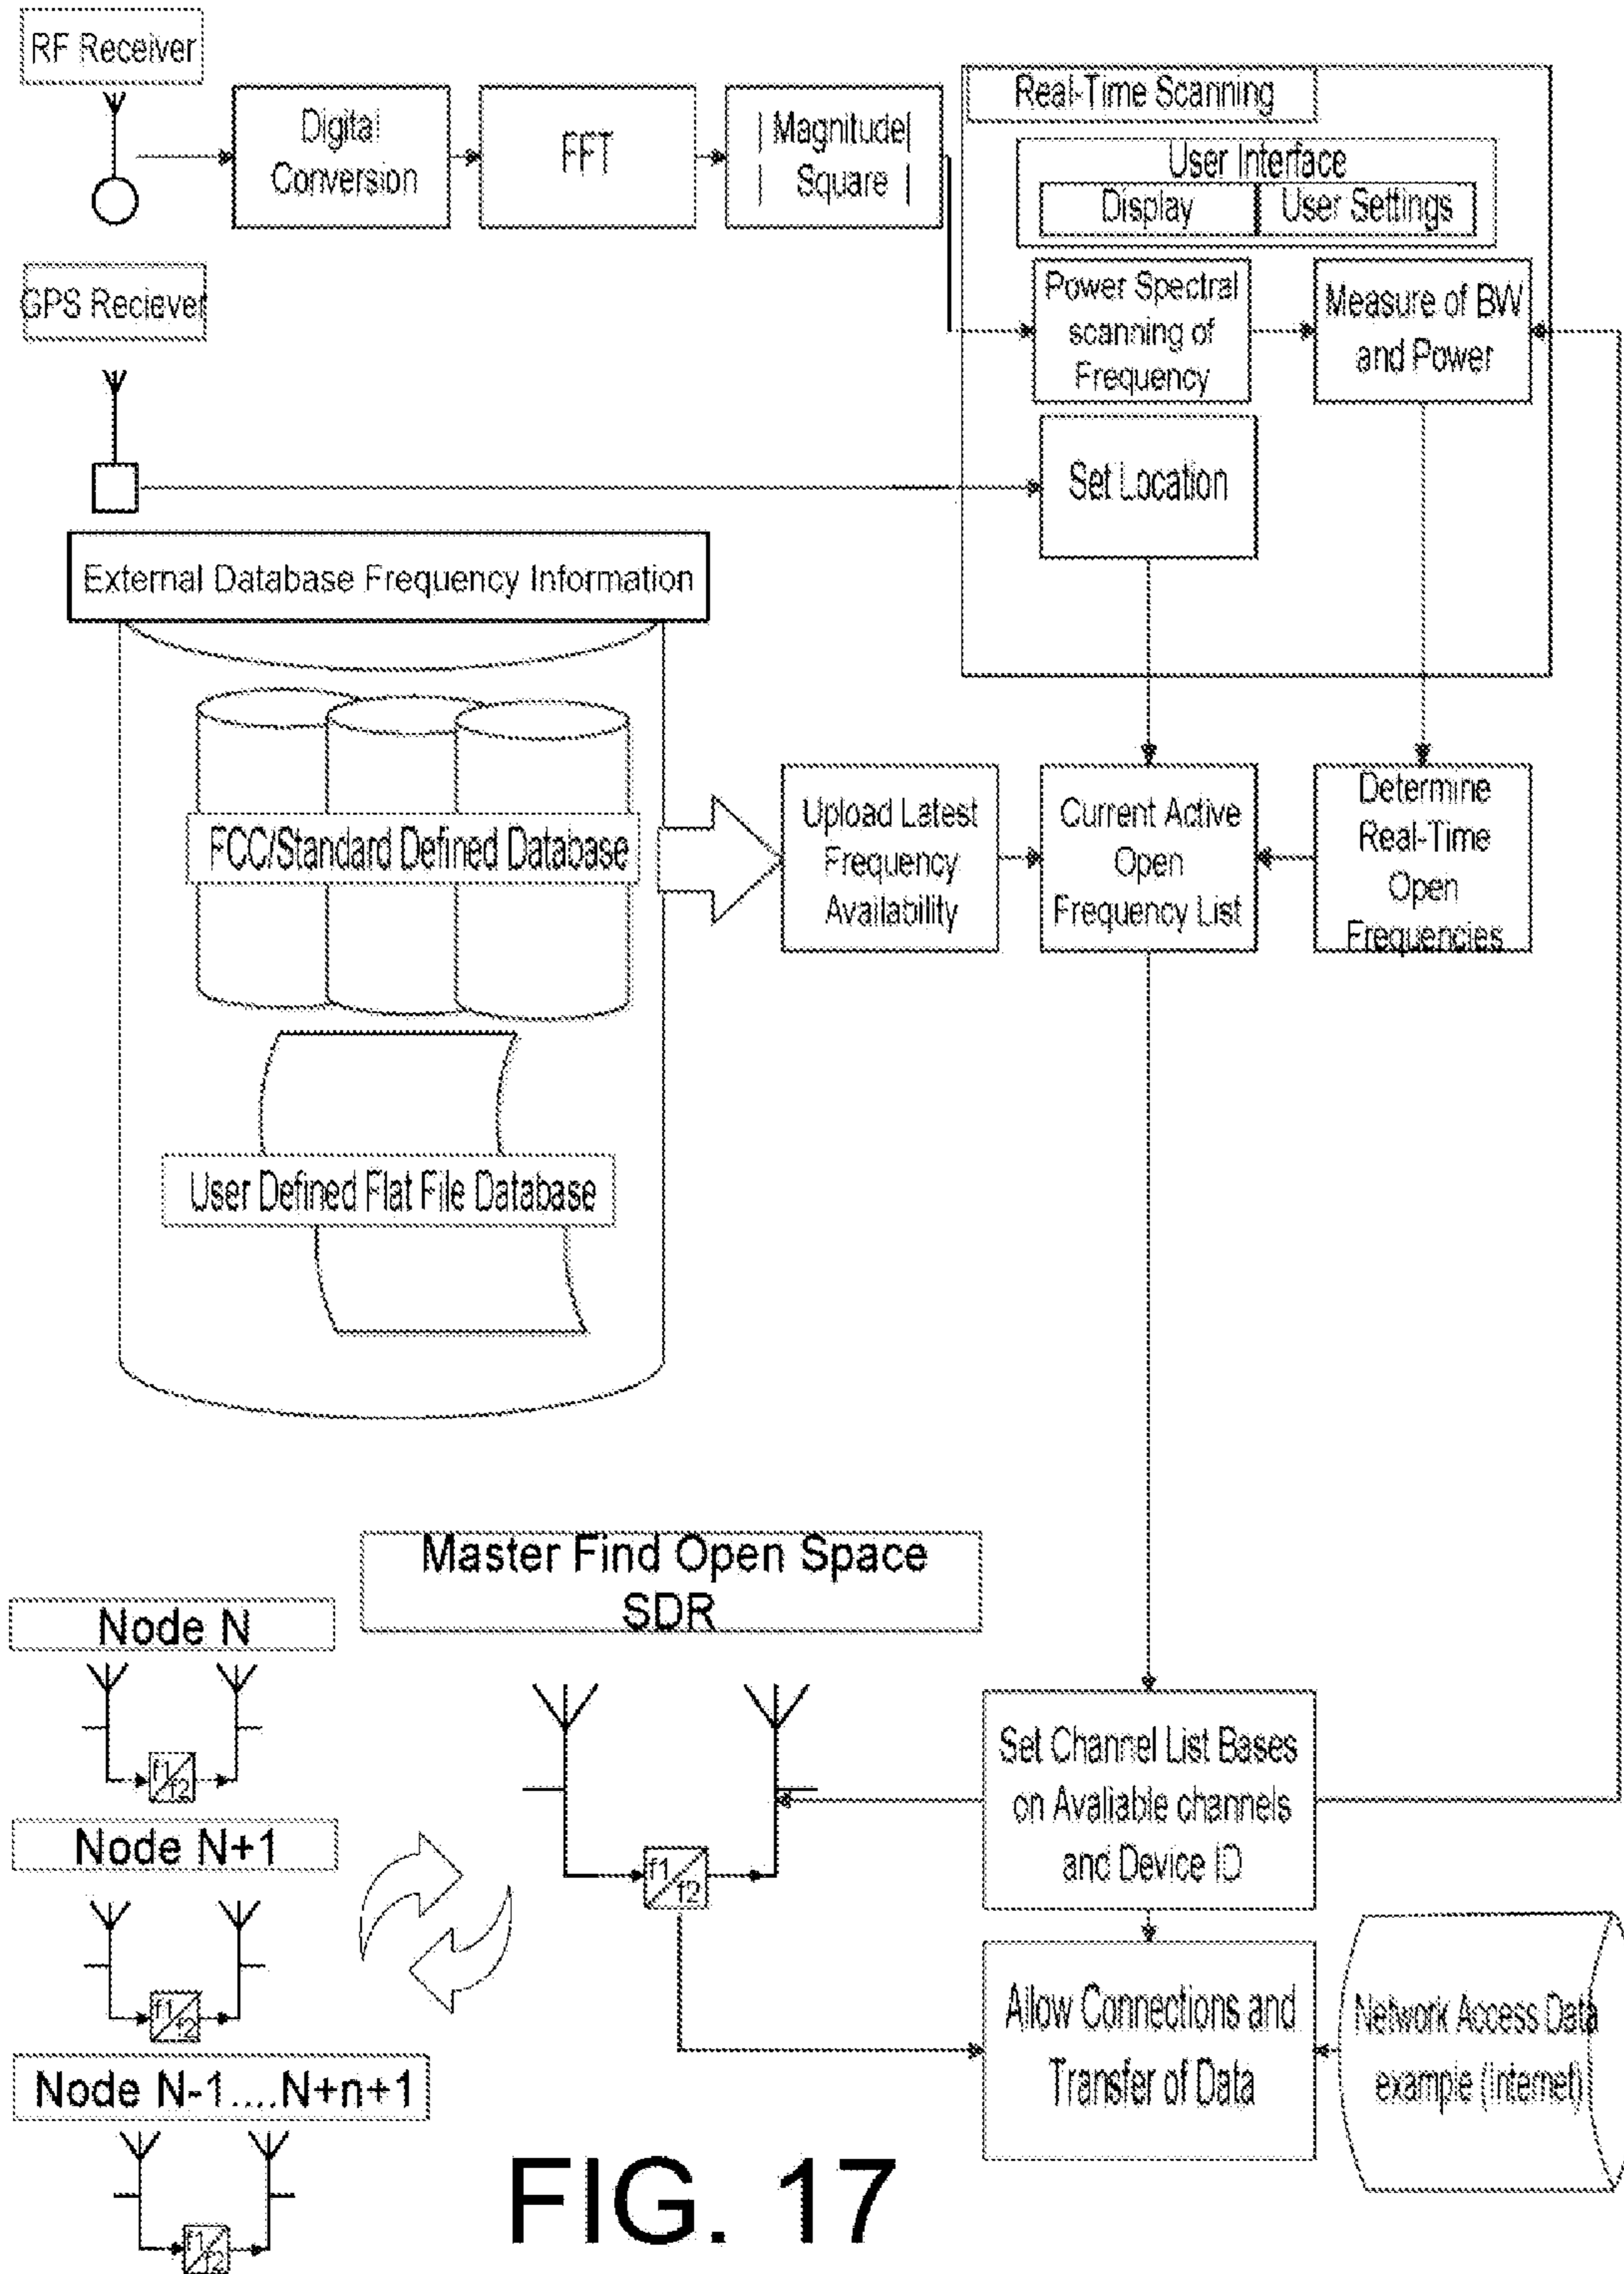 RF Receiver
Digital
Conversion
FFT
| Magnitude|
| Square |
Real-Time Scanning
User Interface
Display
User Settings
GPS Reciever
Power Spectral
scanning of
Frequency
Measure of BW
and Power
Set Location
External Database Frequency Information
FCC/Standard Defined Database
Upload Latest
Frequency
Availability
Current Active
Open
Frequency List
Determine
Real-Time
Open
Frequencies
User Defined Flat File Database
Master Find Open Space
SDR
Node N
f1
f2
Node N+1
f1
f2
Node N-1....N+n+1
f1
f2
f1
f2
Set Channel List Bases
on Avaliable channels
and Device ID
Allow Connections and
Transfer of Data
Network Access Data
example (Internet)
FIG. 17